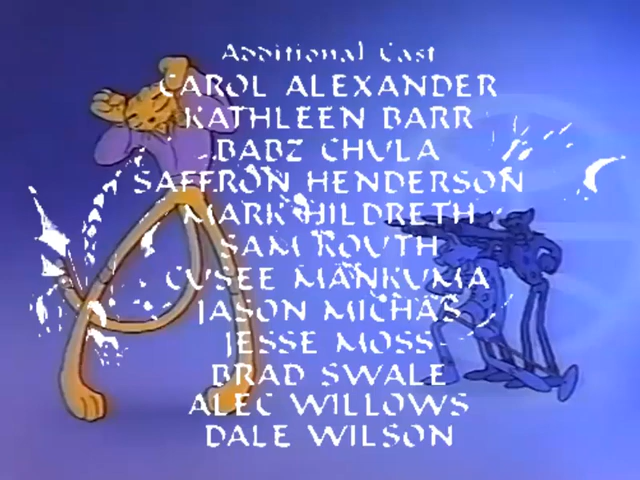 Additional Cast
CAROL ALEXANDER
KATHLEEN BARR
BABZ CHULA
SAFFRON HENDERSON
MARK HILDRETH
SAM ROUTH
CUSEE MANKUMA
JASON MICHAS
JESSE MOSS
BRAD SWALE
ALEC WILLOWS
DALE WILSON